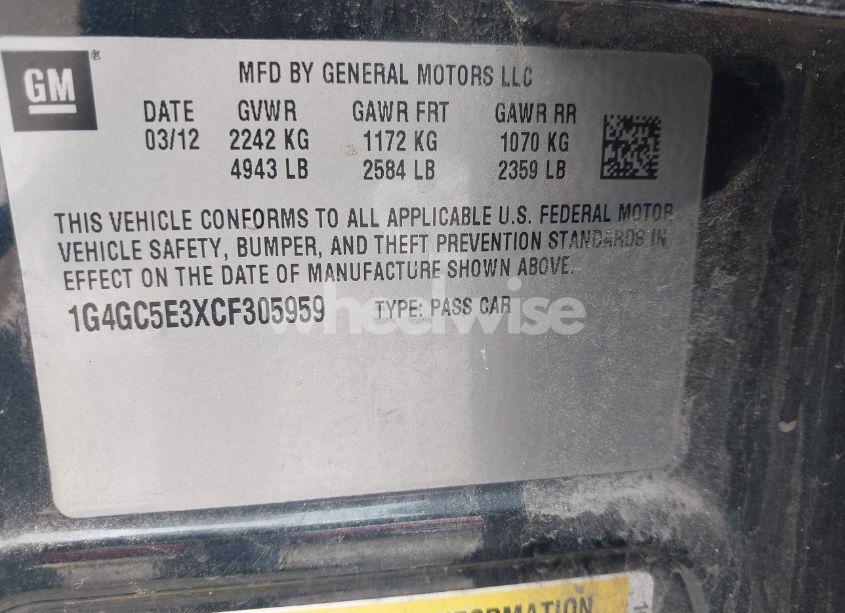 GM®
MFD BY GENERAL MOTORS LLC
DATE GVWR GAWR FRT GAWR RR
03/12 2242 KG 1172 KG 1070 KG
4943 LB 2584 LB 2359 LB
THIS VEHICLE CONFORMS TO ALL APPLICABLE U.S. FEDERAL MOTOR
VEHICLE SAFETY, BUMPER, AND THEFT PREVENTION STANDARDS IN
EFFECT ON THE DATE OF MANUFACTURE SHOWN ABOVE.
1G4GC5E3XCF305959 TYPE: PASS CAR
wheelwise
INFORMATION